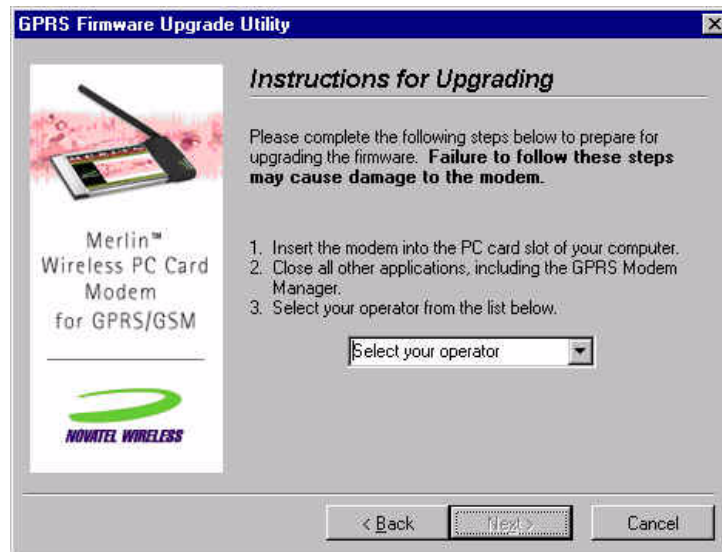 GPRS Firmware Upgrade Utility
Instructions for Upgrading
Please complete the following steps below to prepare for
upgrading the firmware. Failure to follow these steps
may cause damage to the modem.
1. Insert the modem into the PC card slot of your computer.
2. Close all other applications, including the GPRS Modem
Manager.
3. Select your operator from the list below.
Select your operator
Merlin™
Wireless PC Card
Modem
for GPRS/GSM
NOVATEL WIRELESS
< Back
Next >
Cancel